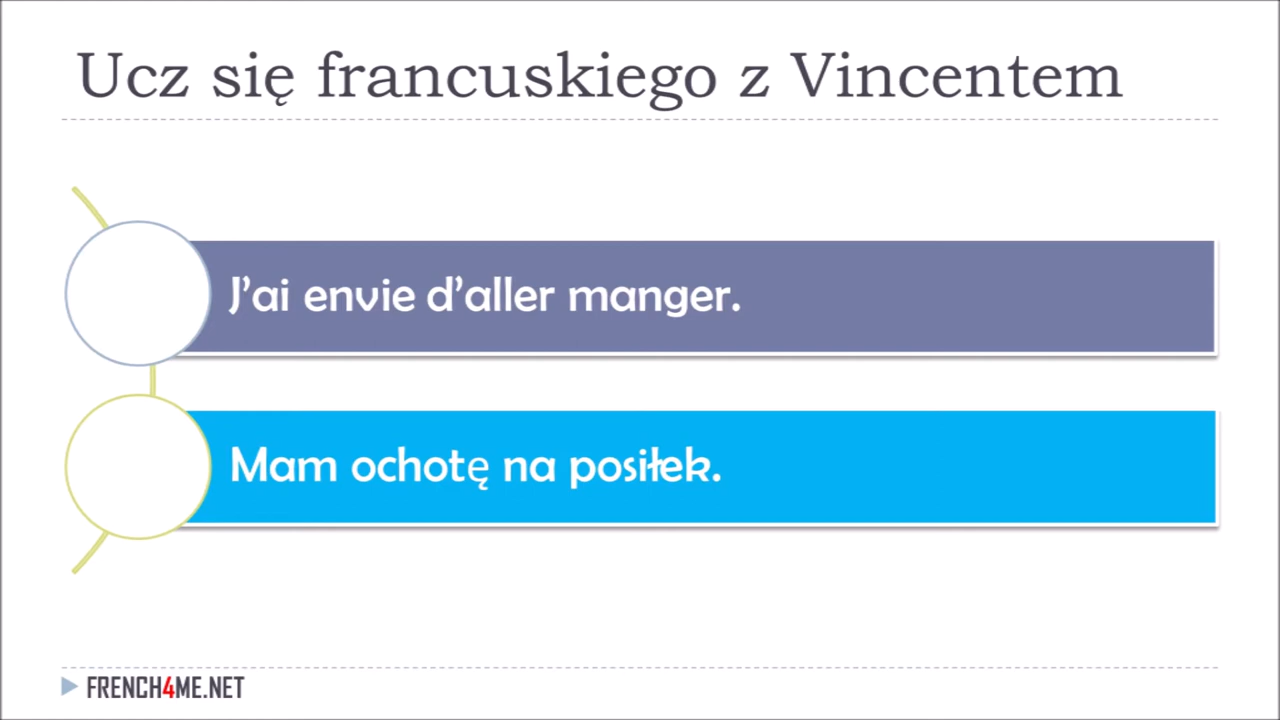 Ucz się francuskiego z Vincentem
J’ai envie d’aller manger.
Mam ochotę na posiłek.
FRENCH4ME.NET